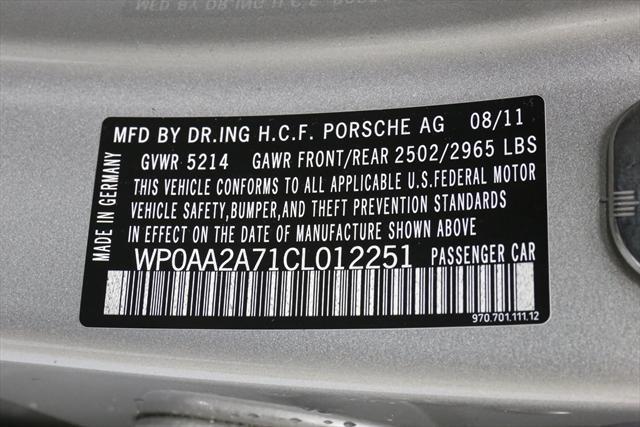 MFD BY DR.ING H.C.F. PORSCHE AG 08/11
GVWR 5214 GAWR FRONT/REAR 2502/2965 LBS
THIS VEHICLE CONFORMS TO ALL APPLICABLE U.S.FEDERAL MOTOR
VEHICLE SAFETY,BUMPER,AND THEFT PREVENTION STANDARDS
IN EFFECT ON THE DATE OF MANUFACTURE SHOWN ABOVE
WP0AA2A71CL012251 PASSENGER CAR
MADE IN GERMANY
970.701.111.12